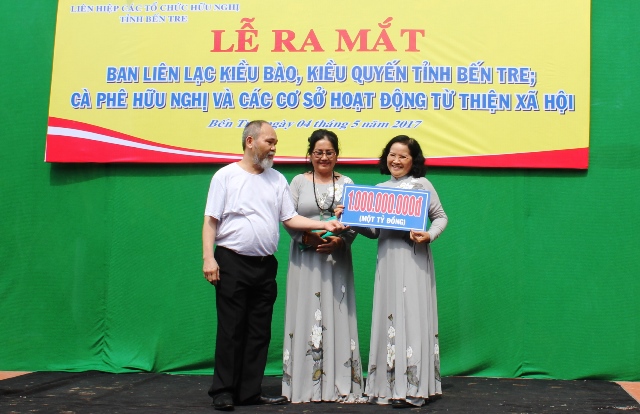 LIÊN HIỆP CÁC TỔ CHỨC HỮU NGHỊ
TỈNH BẾN TRE
LỄ RA MẮT
BAN LIÊN LẠC KIỀU BÀO, KIỀU QUYẾN TỈNH BẾN TRE;
CÀ PHÊ HỮU NGHỊ VÀ CÁC CƠ SỞ HOẠT ĐỘNG TỪ THIỆN XÃ HỘI
Bến Tre, ngày 04 tháng 5 năm 2017
1.000.000.000đ
(MỘT TỶ ĐỒNG)